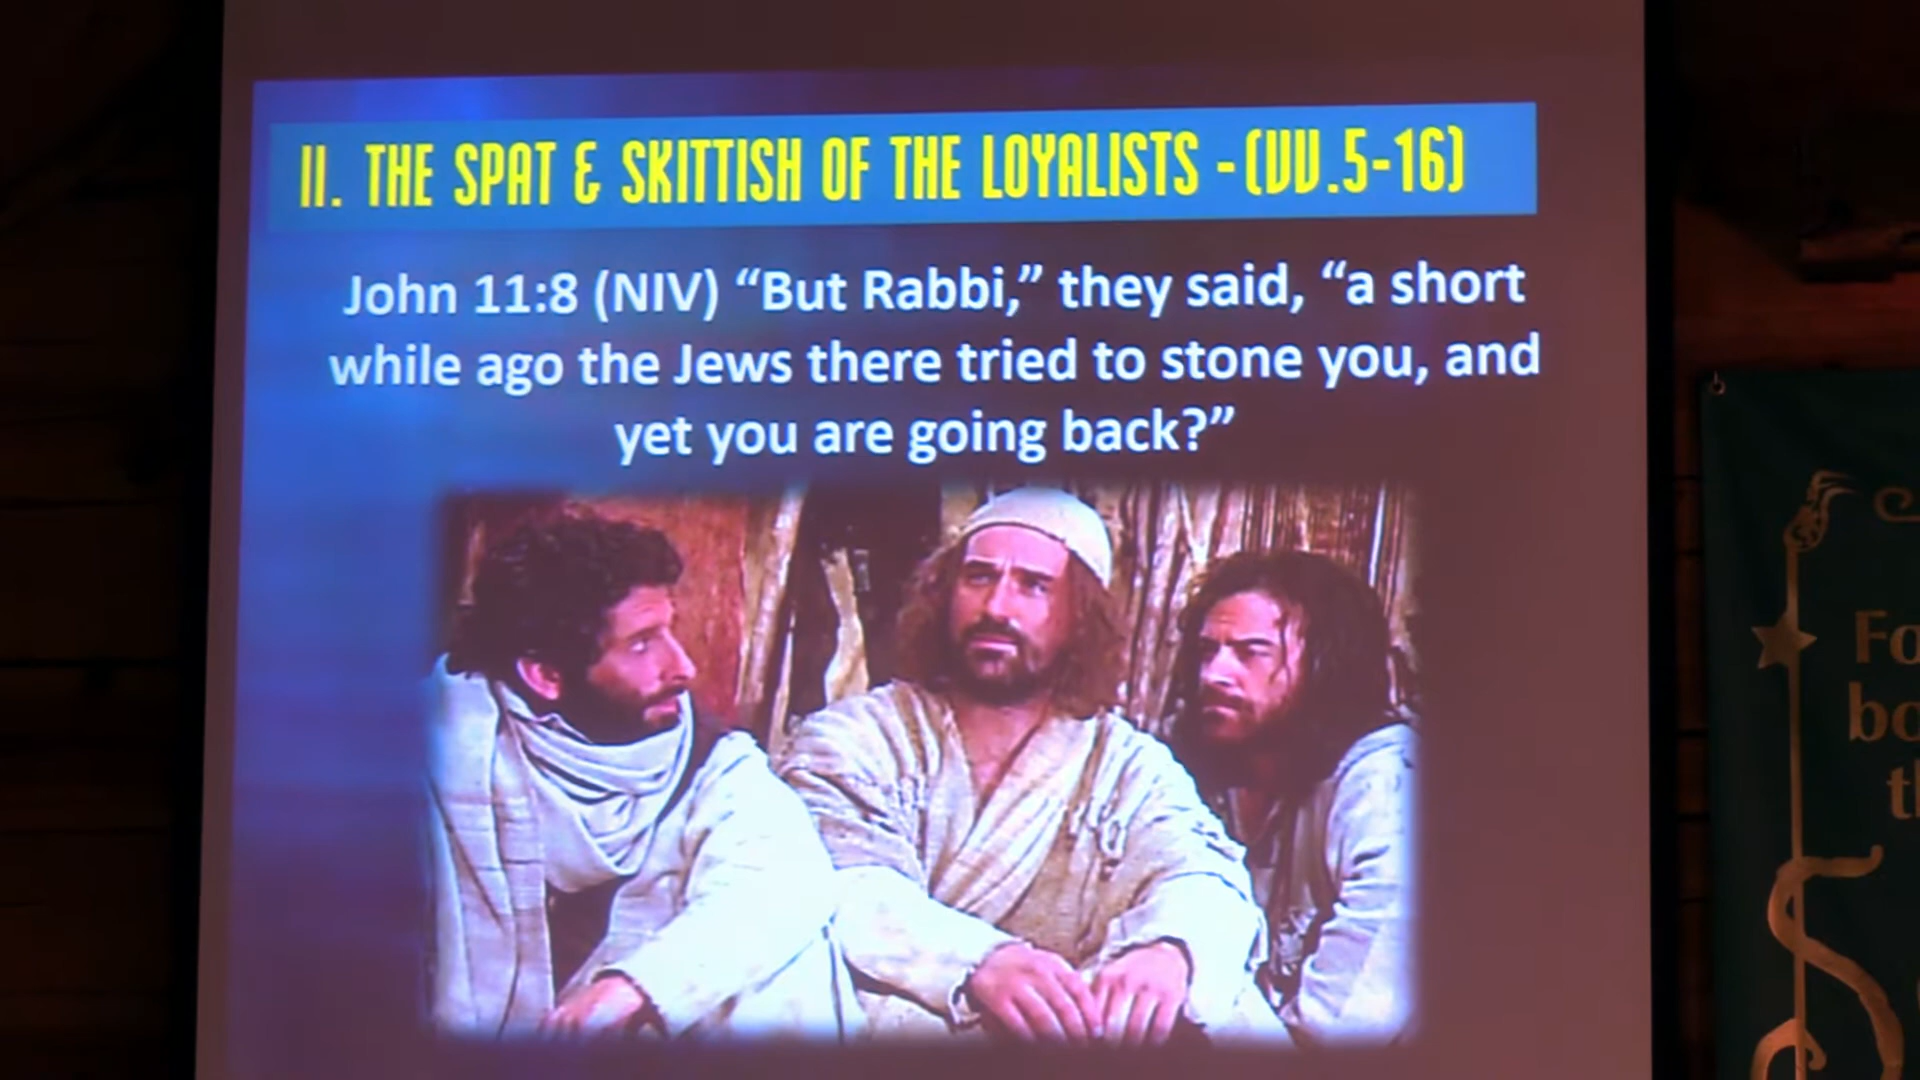 II. THE SPAT & SKITTISH OF THE LOYALISTS - (VV.5-16)
John 11:8 (NIV) “But Rabbi,” they said, “a short
while ago the Jews there tried to stone you, and
yet you are going back?”